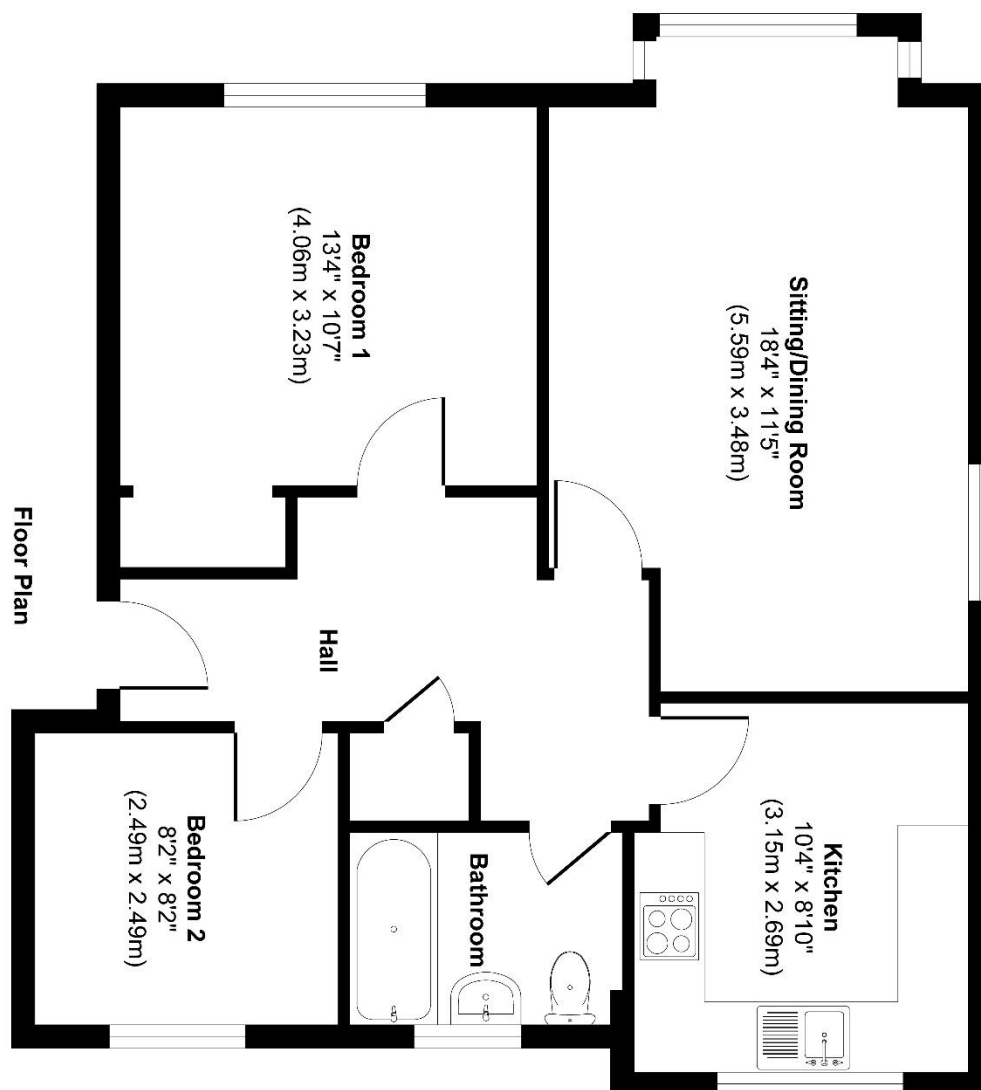 Sitting/Dining Room
18'4" x 11'5"
(5.59m x 3.48m)
Kitchen
10'4" x 8'10"
(3.15m x 2.69m)
Bedroom 1
13'4" x 10'7"
(4.06m x 3.23m)
Hall
Bathroom
Bedroom 2
8'2" x 8'2"
(2.49m x 2.49m)
Floor Plan